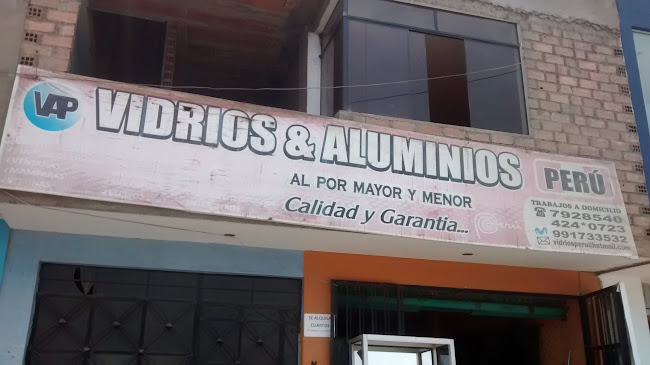 VAP
VIDRIOS & ALUMINIOS
PERÚ
AL POR MAYOR Y MENOR
Calidad y Garantia...
Perú
TRABAJOS A DOMICILIO
7928540
424*0723
991733532
vidriosperu@hotmail.com
SE ALQUILA
CUARTOS